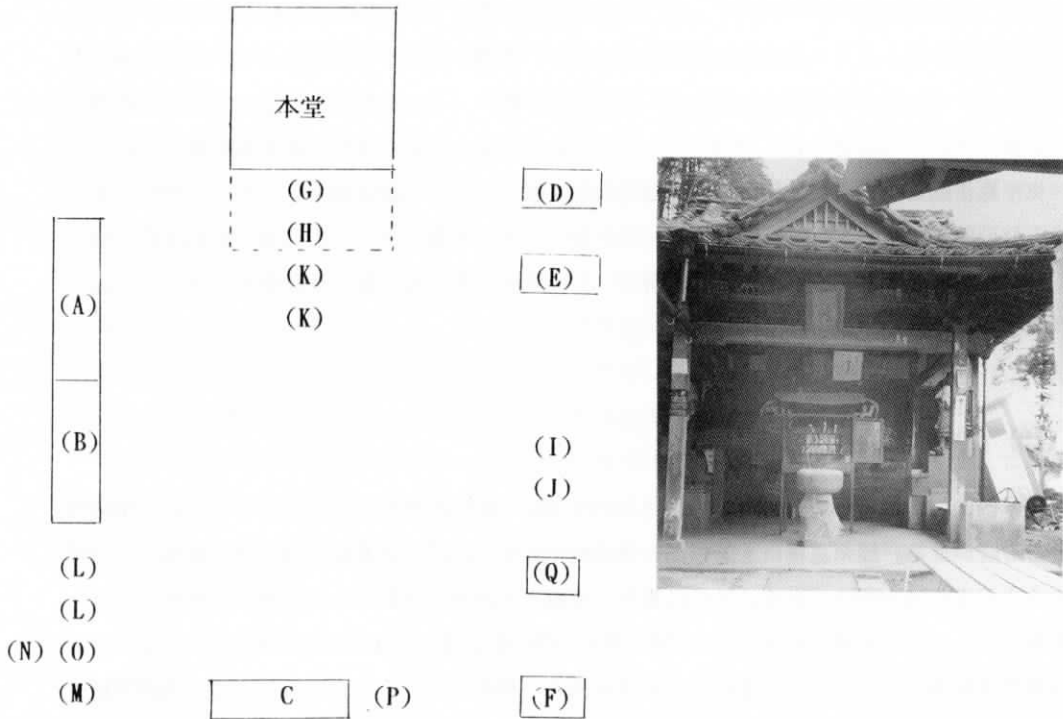 本堂
(G)
(D)
(H)
(A)
(K)
(E)
(K)
(B)
(I)
(J)
(L)
(Q)
(L)
(N) (O)
(M)
C
(P)
(F)